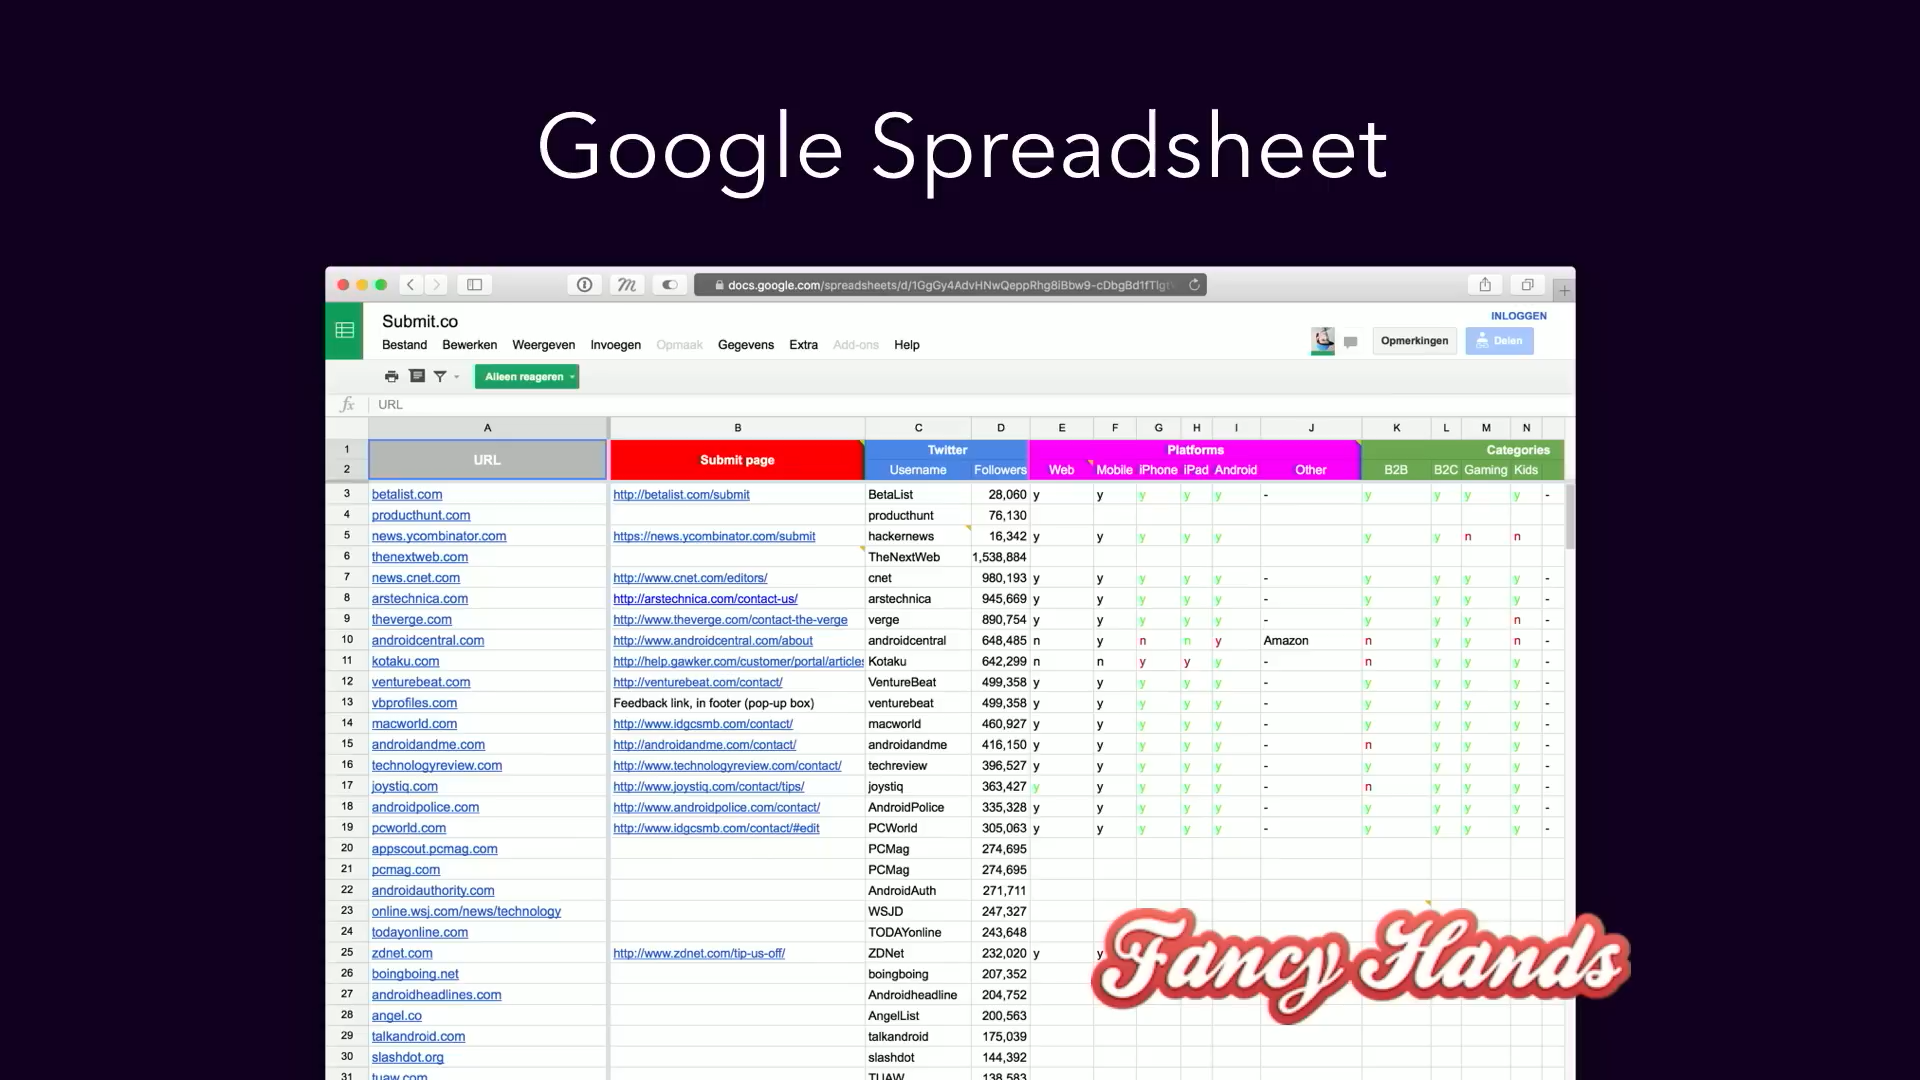 Google Spreadsheet
docs.google.com/spreadsheets/d/1GgGy4AdvHNwQeppRhg8iBbw9-cDbgBd1fTlgt
Submit.co
INLOGGEN
Bestand Bewerken Weergeven Invoegen Opmaak Gegevens Extra Add-ons Help
Opmerkingen Delen
Alleen reageren
fx URL
A B C D E F G H I J K L M N
1 URL Submit page Twitter Platforms Categories
2 Username Followers Web Mobile iPhone iPad Android Other B2B B2C Gaming Kids
3 betalist.com http://betalist.com/submit BetaList 28,060 y y y y y - y y y y -
4 producthunt.com producthunt 76,130
5 news.ycombinator.com https://news.ycombinator.com/submit hackernews 16,342 y y y y y y y n n
6 thenextweb.com TheNextWeb 1,538,884
7 news.cnet.com http://www.cnet.com/editors/ cnet 980,193 y y y y y - y y y y -
8 arstechnica.com http://arstechnica.com/contact-us/ arstechnica 945,669 y y y y y - y y y y -
9 theverge.com http://www.theverge.com/contact-the-verge verge 890,754 y y y y y - y y y n -
10 androidcentral.com http://www.androidcentral.com/about androidcentral 648,485 n y n n y Amazon n y y n -
11 kotaku.com http://help.gawker.com/customer/portal/articles Kotaku 642,299 n n y y y - n y y y -
12 venturebeat.com http://venturebeat.com/contact/ VentureBeat 499,358 y y y y y - y y y y -
13 vbprofiles.com Feedback link, in footer (pop-up box) venturebeat 499,358 y y y y y - y y y y -
14 macworld.com http://www.idgcsmb.com/contact/ macworld 460,927 y y y y y - y y y y -
15 androidandme.com http://androidandme.com/contact/ androidandme 416,150 y y y y y - n y y y -
16 technologyreview.com http://www.technologyreview.com/contact/ techreview 396,527 y y y y y - y y y y -
17 joystiq.com http://www.joystiq.com/contact/tips/ joystiq 363,427 y y y y y - n y y y -
18 androidpolice.com http://www.androidpolice.com/contact/ AndroidPolice 335,328 y y y y y - y y y y -
19 pcworld.com http://www.idgcsmb.com/contact/#edit PCWorld 305,063 y y y y y - y y y y -
20 appscout.pcmag.com PCMag 274,695
21 pcmag.com PCMag 274,695
22 androidauthority.com AndroidAuth 271,711
23 online.wsj.com/news/technology WSJD 247,327
24 todayonline.com TODAYonline 243,648
25 zdnet.com http://www.zdnet.com/tip-us-off/ ZDNet 232,020 y y
26 boingboing.net boingboing 207,352
27 androidheadlines.com Androidheadline 204,752
28 angel.co AngelList 200,563
29 talkandroid.com talkandroid 175,039
30 slashdot.org slashdot 144,392
31 tuaw.com TUAW 138,583
Fancy Hands